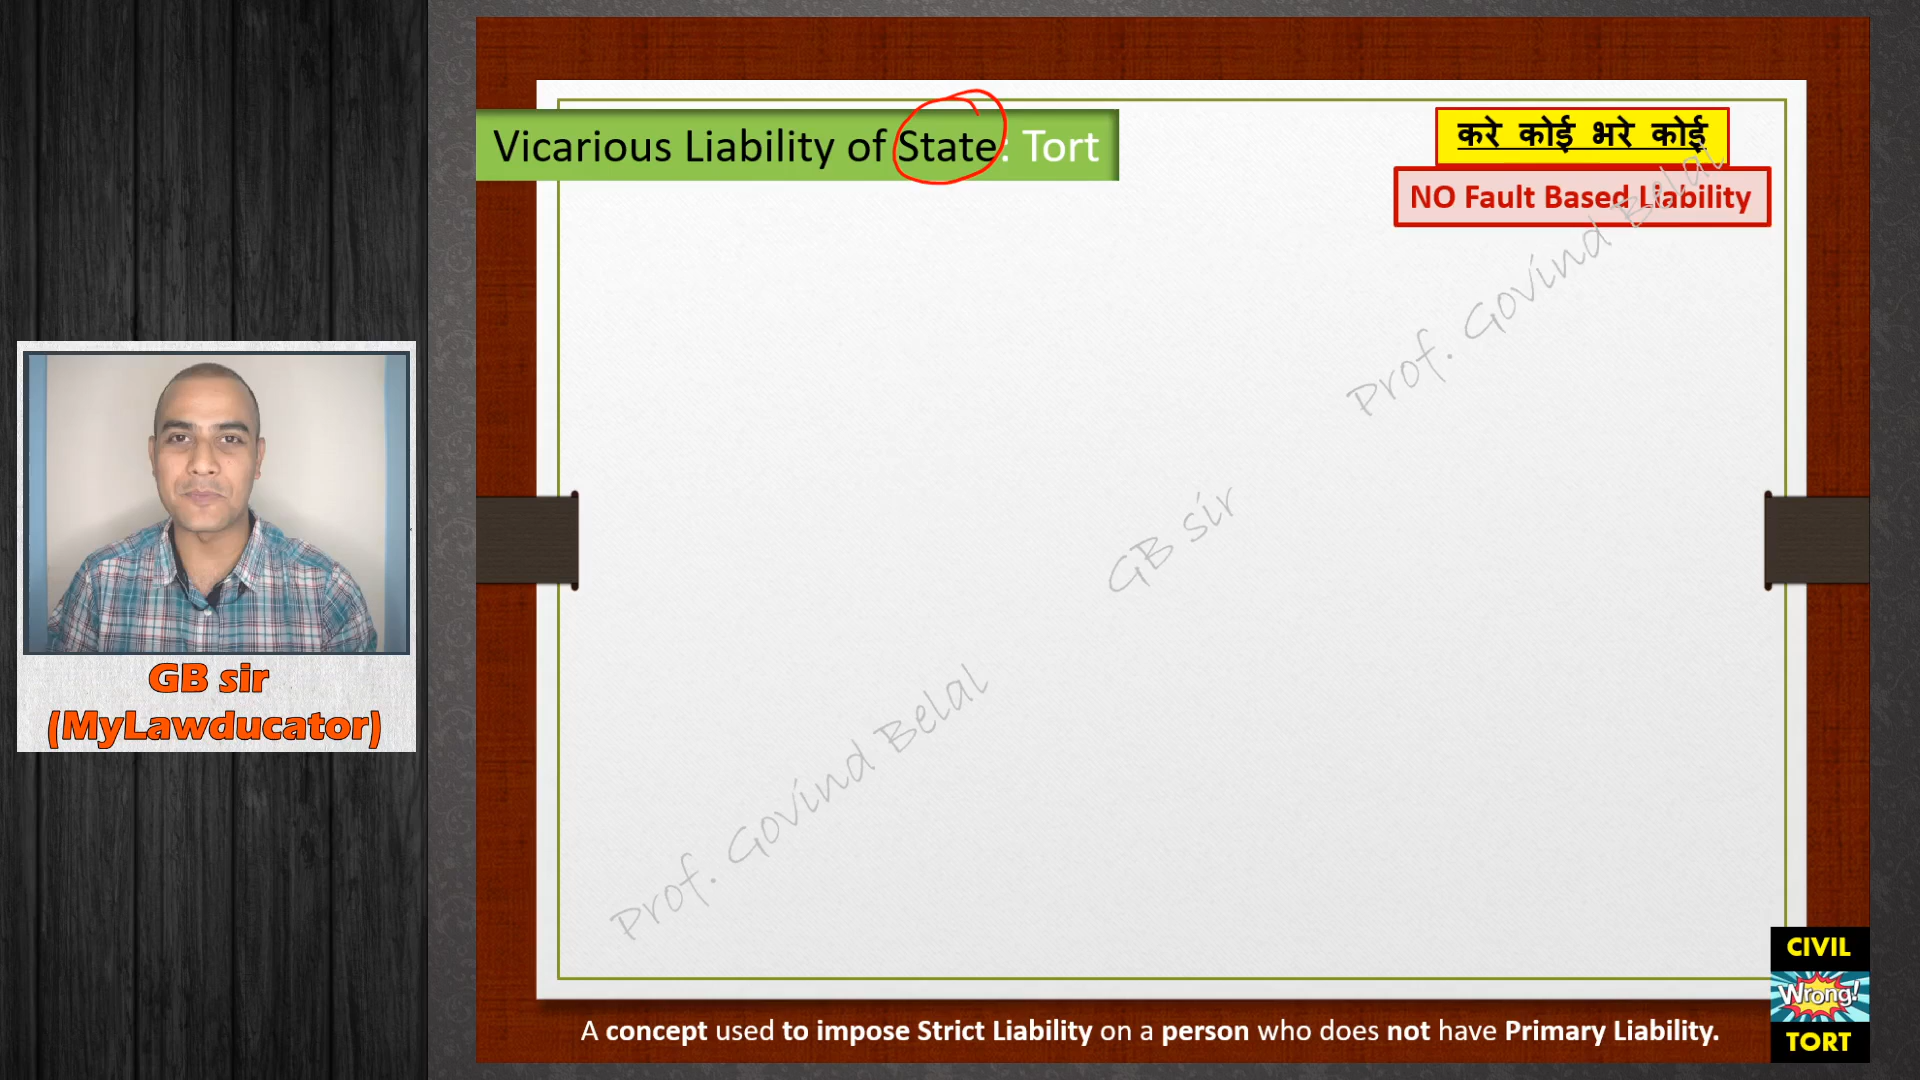 Vicarious Liability of State: Tort
करे कोई भरे कोई
NO Fault Based Liability
Prof. Govind Belal
GB sir
Prof. Govind Belal
GB sir
(MyLawducator)
CIVIL
Wrong!
TORT
A concept used to impose Strict Liability on a person who does not have Primary Liability.